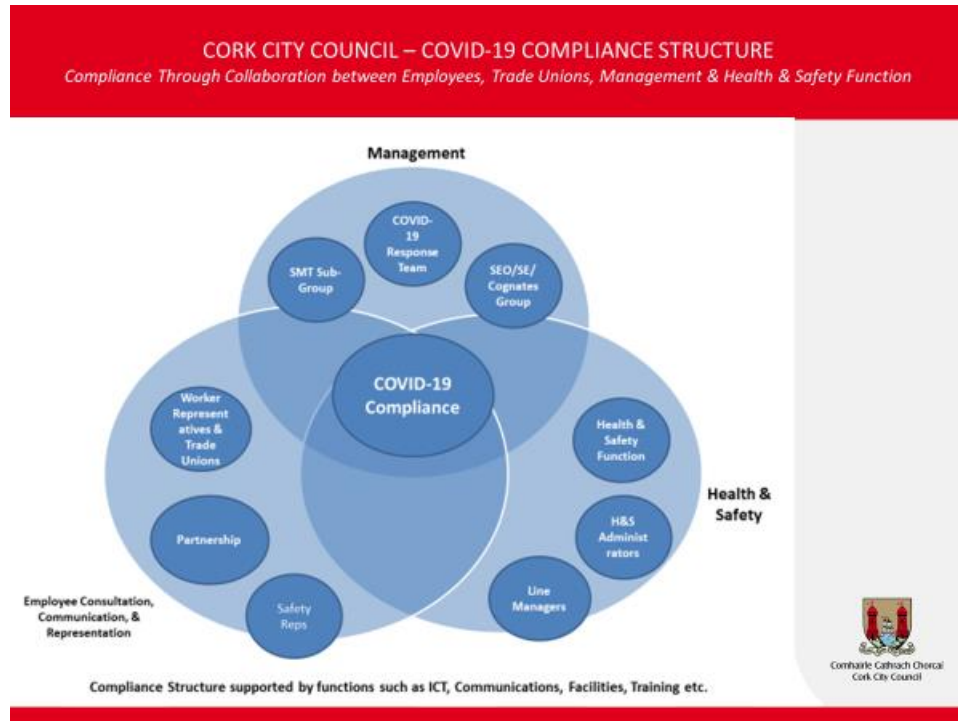 CORK CITY COUNCIL – COVID-19 COMPLIANCE STRUCTURE
Compliance Through Collaboration between Employees, Trade Unions, Management & Health & Safety Function
Management
COVID-
19
Response
Team
SMT Sub-
Group
SEO/SE/
Cognates
Group
COVID-19
Compliance
Worker
Represent
atives &
Trade
Unions
Health &
Safety
Function
Health &
Safety
Partnership
H&S
Administ
rators
Line
Managers
Safety
Reps
Employee Consultation,
Communication, &
Representation
Comhairle Cathrach Chorcaí
Cork City Council
Compliance Structure supported by functions such as ICT, Communications, Facilities, Training etc.